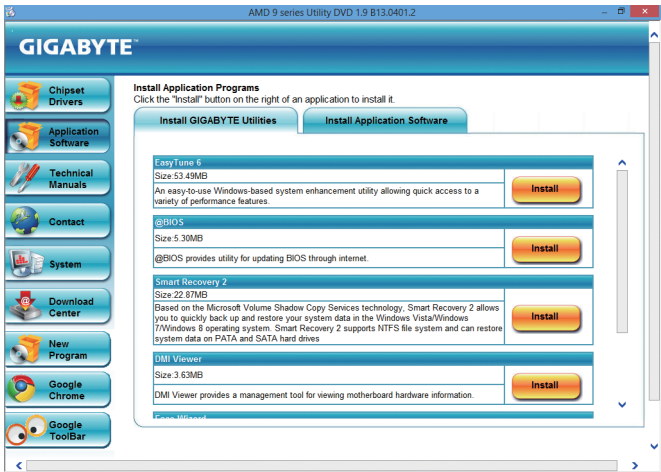 AMD 9 series Utility DVD 1.9 B13.0401.2
GIGABYTE™
Chipset
Drivers
Application
Software
Technical
Manuals
Contact
System
Download
Center
New
Program
Google
Chrome
Google
ToolBar
Install Application Programs
Click the "Install" button on the right of an application to install it.
Install GIGABYTE Utilities
Install Application Software
EasyTune 6
Size:53.49MB
An easy-to-use Windows-based system enhancement utility allowing quick access to a
variety of performance features.
Install
@BIOS
Size:5.30MB
@BIOS provides utility for updating BIOS through internet.
Install
Smart Recovery 2
Size:22.87MB
Based on the Microsoft Volume Shadow Copy Services technology, Smart Recovery 2 allows
you to quickly back up and restore your system data in the Windows Vista/Windows
7/Windows 8 operating system. Smart Recovery 2 supports NTFS file system and can restore
system data on PATA and SATA hard drives
Install
DMI Viewer
Size:3.63MB
DMI Viewer provides a management tool for viewing motherboard hardware information.
Install